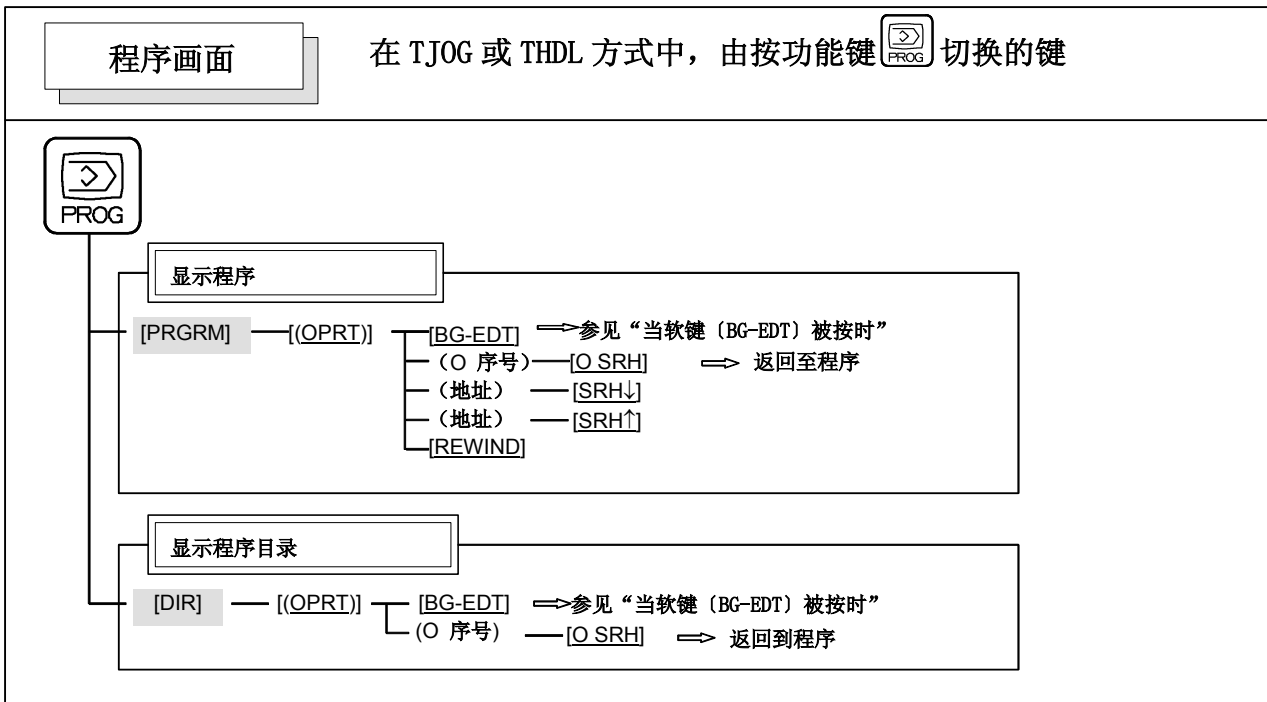 程序画面
在 TJOG 或 THDL 方式中，由按功能键 PROG 切换的键
PROG
显示程序
[PRGRM] [(OPRT)] [BG-EDT] 参见“当软键〔BG-EDT〕被按时”
（O 序号） [O SRH] 返回至程序
（地址） [SRH↓]
（地址） [SRH↑]
[REWIND]
显示程序目录
[DIR] [(OPRT)] [BG-EDT] 参见“当软键〔BG-EDT〕被按时”
(O 序号) [O SRH] 返回到程序